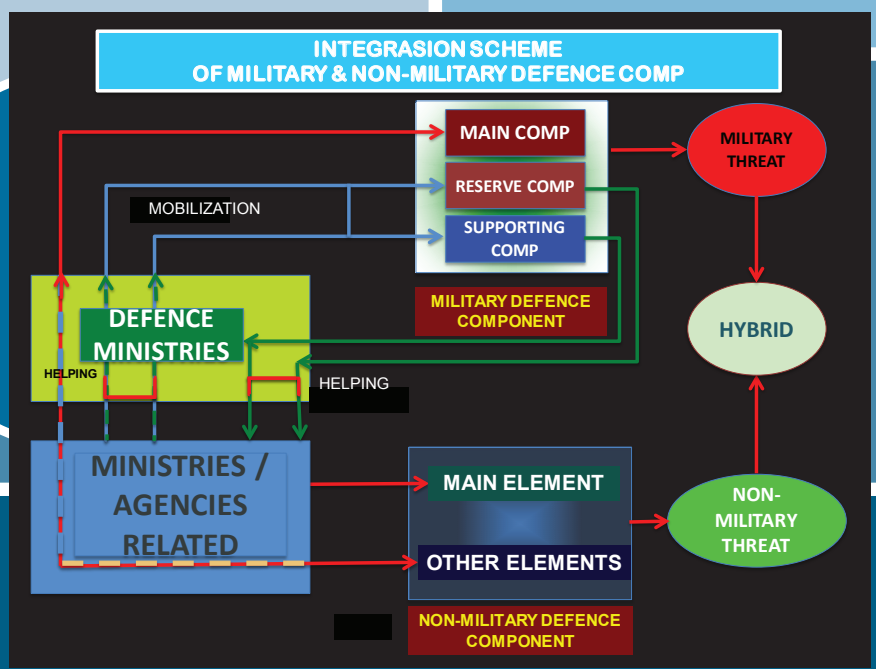 INTEGRASION SCHEME
OF MILITARY & NON-MILITARY DEFENCE COMP
MAIN COMP
RESERVE COMP
SUPPORTING
COMP
MILITARY
THREAT
MOBILIZATION
MILITARY DEFENCE
COMPONENT
DEFENCE
MINISTRIES
HYBRID
HELPING
HELPING
MINISTRIES /
AGENCIES
RELATED
MAIN ELEMENT
OTHER ELEMENTS
NON-
MILITARY
THREAT
NON-MILITARY DEFENCE
COMPONENT